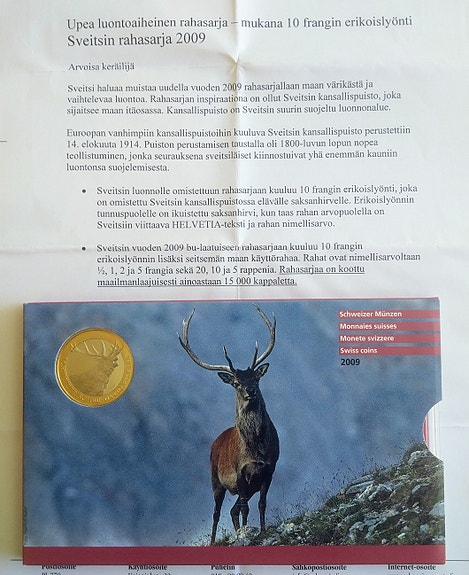 Upea luontoaiheinen rahasarja – mukana 10 frangin erikoislyönti
Sveitsin rahasarja 2009
Arvoisa keräilijä
Sveitsi haluaa muistaa uudella vuoden 2009 rahasarjallaan maan värikästä ja
vaihtelevaa luontoa. Rahasarjan inspiraationa on ollut Sveitsin kansallispuisto, joka
sijaitsee maan itäosassa. Kansallispuisto on Sveitsin suurin suojeltu luonnonalue.
Euroopan vanhimpiin kansallispuistoihin kuuluva Sveitsin kansallispuisto perustettiin
14. elokuuta 1914. Puiston perustamisen taustalla oli 1800-luvun lopun nopea
teollistuminen, jonka seurauksena sveitsiläiset kiinnostuivat yhä enemmän kauniin
luontonsa suojelemisesta.
• Sveitsin luonnolle omistettuun rahasarjaan kuuluu 10 frangin erikoislyönti, joka
on omistettu Sveitsin kansallispuistossa elävälle saksanhirvelle. Erikoislyönnin
tunnuspuolelle on ikuistettu saksanhirvi, kun taas rahan arvopuolella on
Sveitsiin viittaava HELVETIA-teksti ja rahan nimellisarvo.
• Sveitsin vuoden 2009 bu-laatuiseen rahasarjaan kuuluu 10 frangin
erikoislyönnin lisäksi seitsemän maan käyttörahaa. Rahat ovat nimellisarvoltaan
½, 1, 2 ja 5 frangia sekä 20, 10 ja 5 rappenia. Rahasarjaa on koottu
maailmanlaajuisesti ainoastaan 15 000 kappaletta.
Schweizer Münzen
Monnaies suisses
Monete svizzere
Swiss coins
2009
Postiosoite Käyntiosoite Puhelin Sähköpostiosoite Internet-osoite